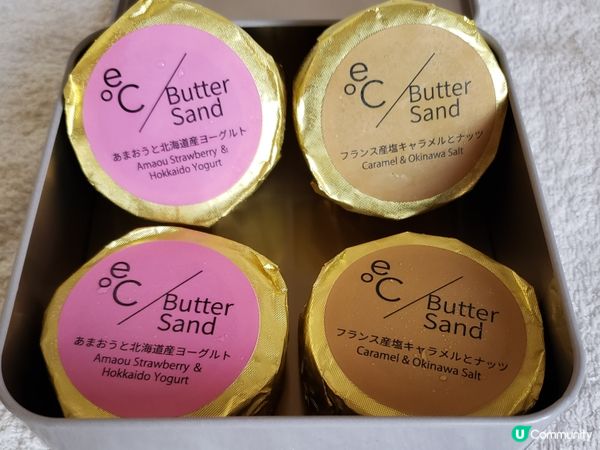 e℃
Butter
Sand
あまおうと北海道産ヨーグルト
Amaou Strawberry &
Hokkaido Yogurt
e℃
Butter
Sand
フランス産塩キャラメルとナッツ
Caramel & Okinawa Salt
e℃
Butter
Sand
あまおうと北海道産ヨーグルト
Amaou Strawberry &
Hokkaido Yogurt
e℃
Butter
Sand
フランス産塩キャラメルとナッツ
Caramel & Okinawa Salt
U Community